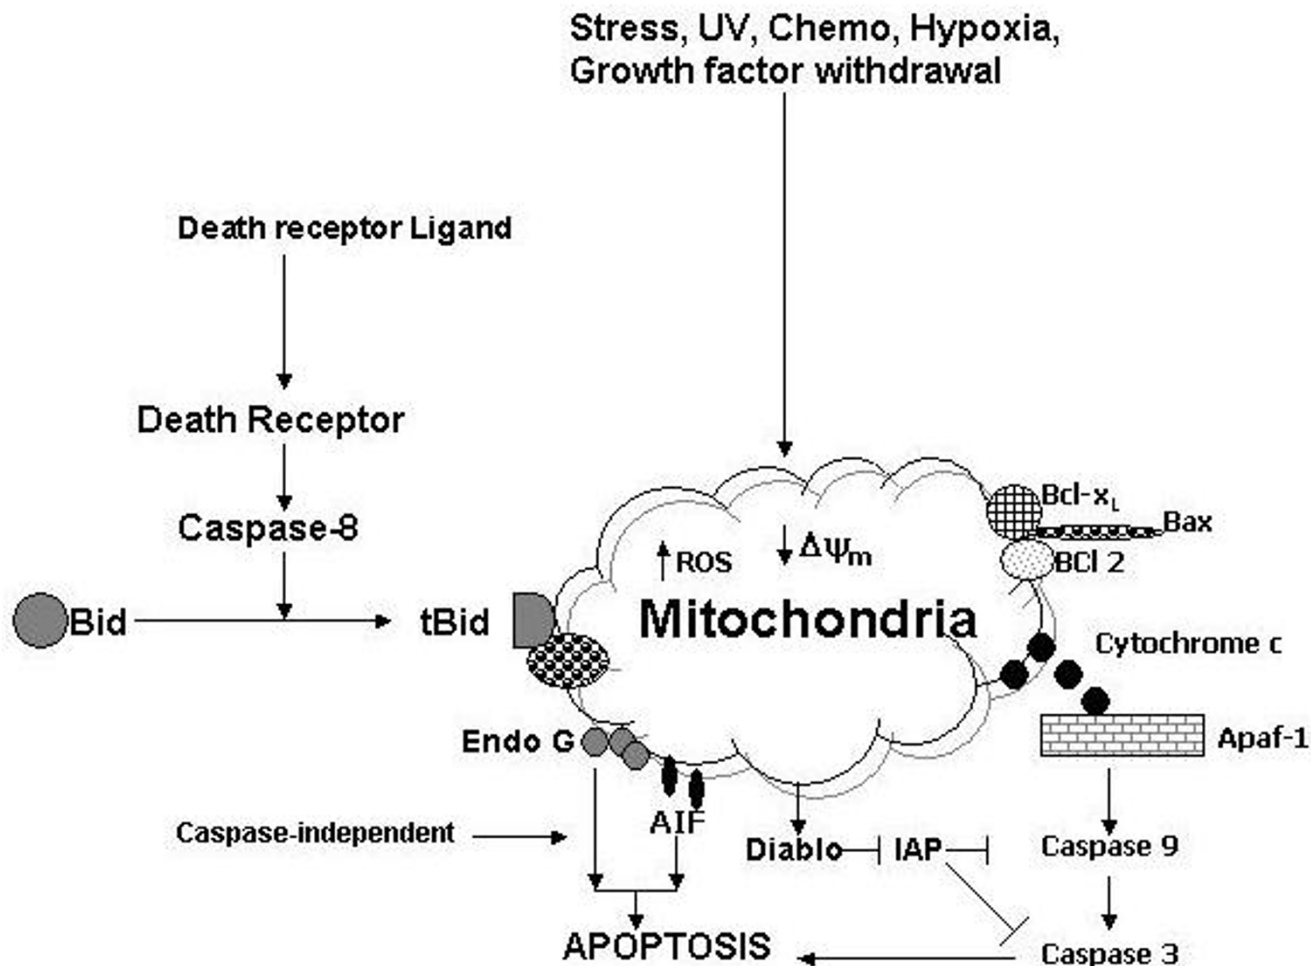 Stress, UV, Chemo, Hypoxia,
Growth factor withdrawal
Death receptor Ligand
Death Receptor
Caspase-8
Bid
tBid
ROS
Δψm
Mitochondria
Bcl-xL
Bax
BCl 2
Cytochrome c
Apaf-1
Endo G
AIF
Caspase-independent
Diablo
IAP
Caspase 9
APOPTOSIS
Caspase 3